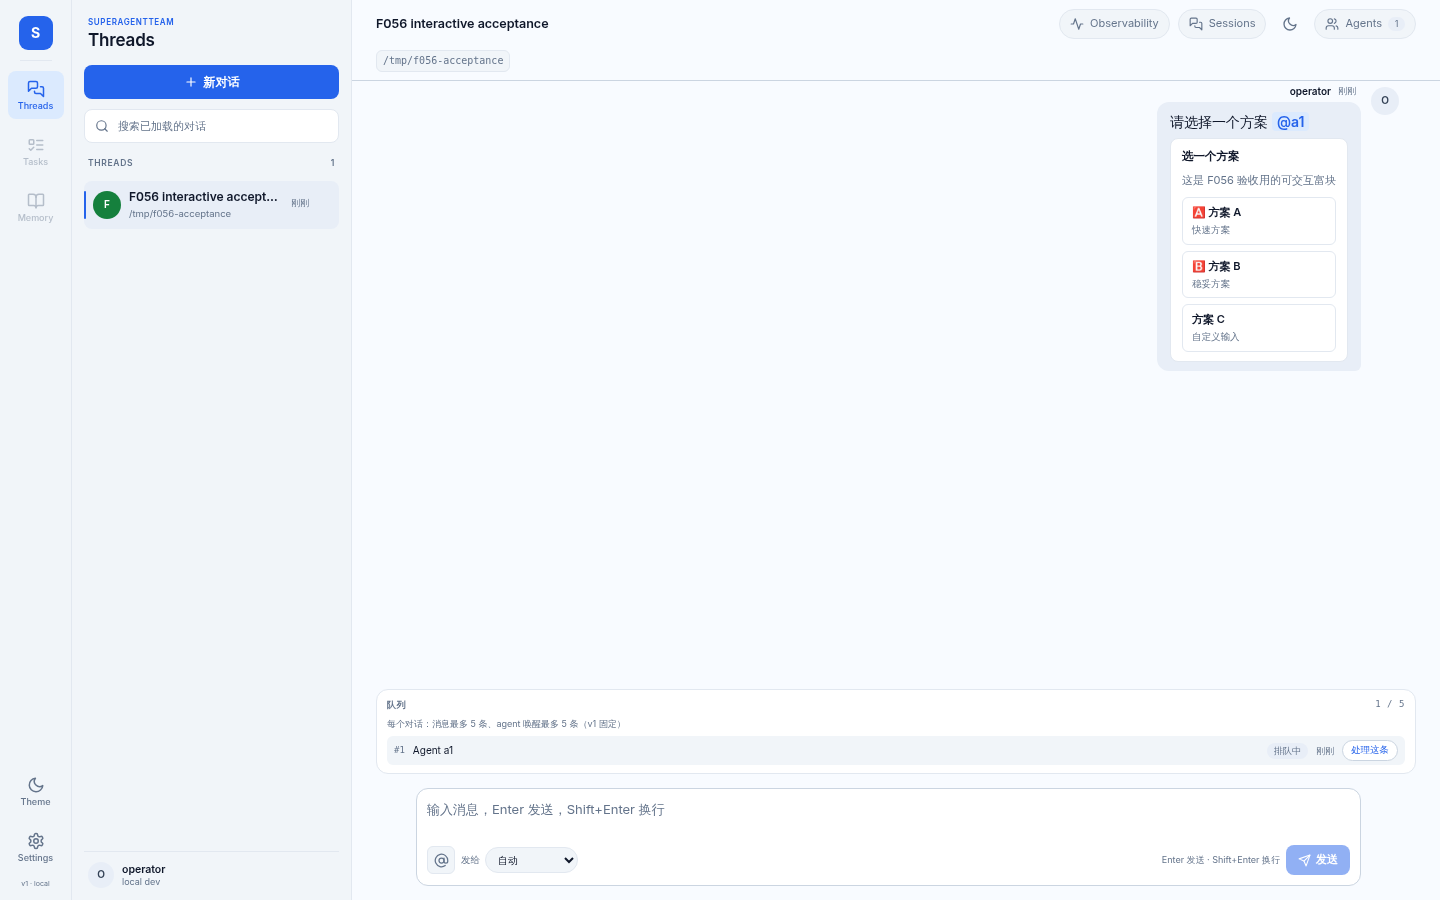 S
Threads
Tasks
Memory
Theme
Settings
v1 · local
SUPERAGENTTEAM
Threads
新对话
搜索已加载的对话
THREADS 1
F
F056 interactive accept... 刚刚
/tmp/f056-acceptance
O
operator
local dev
F056 interactive acceptance
Observability
Sessions
Agents 1
/tmp/f056-acceptance
operator 刚刚
O
请选择一个方案 @a1
选一个方案
这是 F056 验收用的可交互富块
🅰️ 方案 A
快速方案
🅱️ 方案 B
稳妥方案
方案 C
自定义输入
队列 1 / 5
每个对话：消息最多 5 条、agent 唤醒最多 5 条（v1 固定）
#1 Agent a1 排队中 刚刚 处理这条
输入消息，Enter 发送，Shift+Enter 换行
发给 自动 Enter 发送 · Shift+Enter 换行 发送